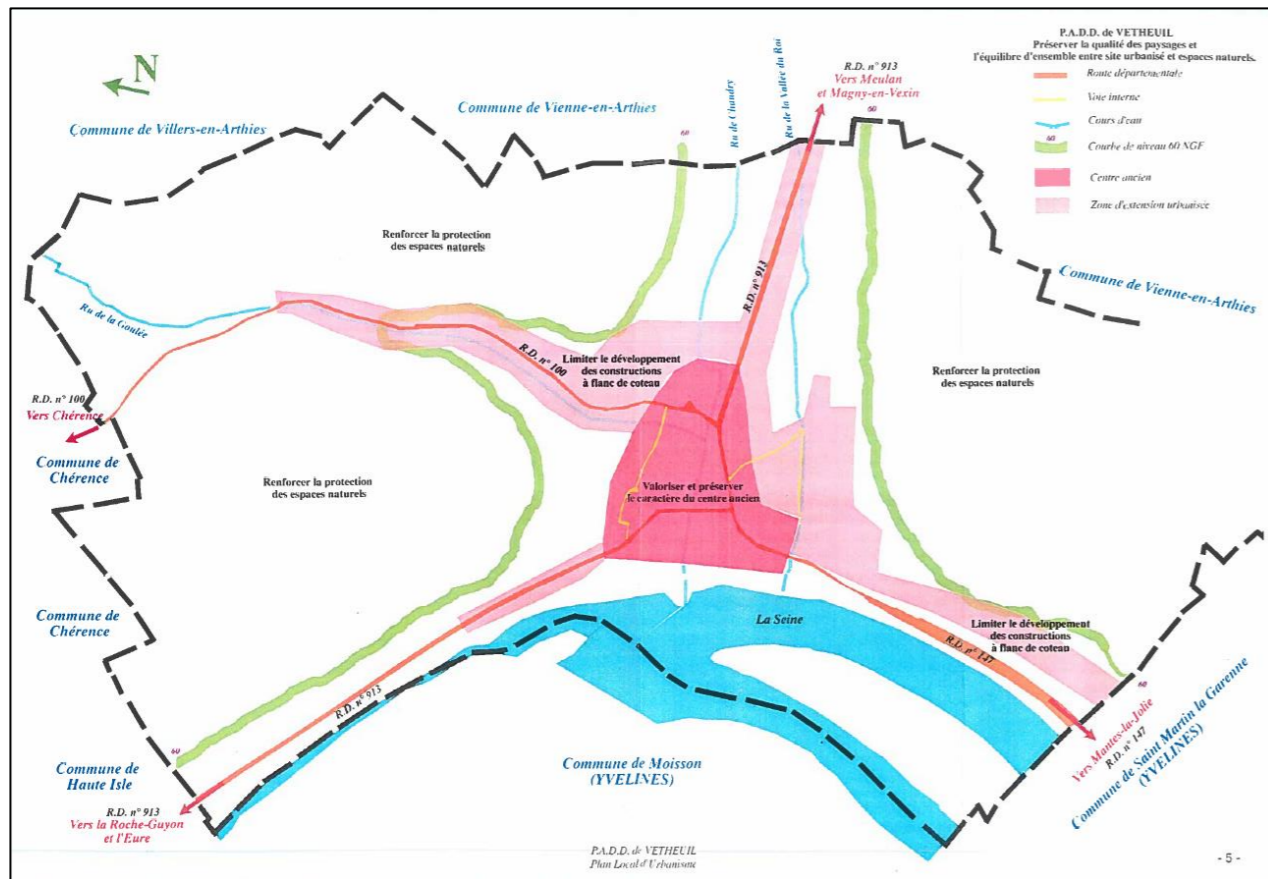 P.A.D.D. de VETHEUIL
Préserver la qualité des paysages et
l'équilibre d'ensemble entre site urbanisé et espaces naturels.
Route départementale
Voie interne
Cours d'eau
60
Courbe de niveau 60 NGF
Centre ancien
Zone d'extension urbanisée
N
R.D. n° 913
Vers Meulan
et Magny-en-Vexin
Commune de Villers-en-Arthies
Commune de Vienne-en-Arthies
60
Ru de Chaudry
Ru de la Vallée du Roi
60
Commune de Vienne-en-Arthies
Renforcer la protection
des espaces naturels
R.D. n° 913
Ru de la Goulée
R.D. n° 100
Limiter le développement
des constructions
à flanc de coteau
Renforcer la protection
des espaces naturels
R.D. n° 100
Vers Chérence
Commune de
Chérence
Renforcer la protection
des espaces naturels
Valoriser et préserver
le caractère du centre ancien
Commune de
Chérence
La Seine
Limiter le développement
des constructions
à flanc de coteau
R.D. n° 147
60
R.D. n° 913
60
Commune de
Haute Isle
Commune de Moisson
(YVELINES)
Vers Mantes-la-Jolie
R.D. n° 147
Commune de Saint Martin la Garenne
(YVELINES)
R.D. n° 913
Vers la Roche-Guyon
et l'Eure
P.A.D.D. de VETHEUIL
Plan Local d'Urbanisme
- 5 -